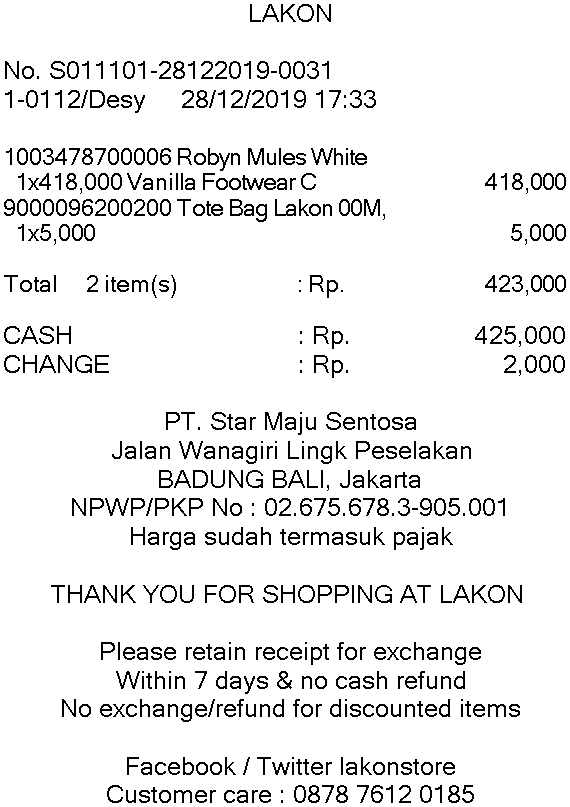 LAKON
No. S011101-28122019-0031
1-0112/Desy 28/12/2019 17:33
1003478700006 Robyn Mules White
1x418,000 Vanilla Footwear C 418,000
9000096200200 Tote Bag Lakon 00M,
1x5,000 5,000
Total 2 item(s) : Rp. 423,000
CASH : Rp. 425,000
CHANGE : Rp. 2,000
PT. Star Maju Sentosa
Jalan Wanagiri Lingk Peselakan
BADUNG BALI, Jakarta
NPWP/PKP No : 02.675.678.3-905.001
Harga sudah termasuk pajak
THANK YOU FOR SHOPPING AT LAKON
Please retain receipt for exchange
Within 7 days & no cash refund
No exchange/refund for discounted items
Facebook / Twitter lakonstore
Customer care : 0878 7612 0185